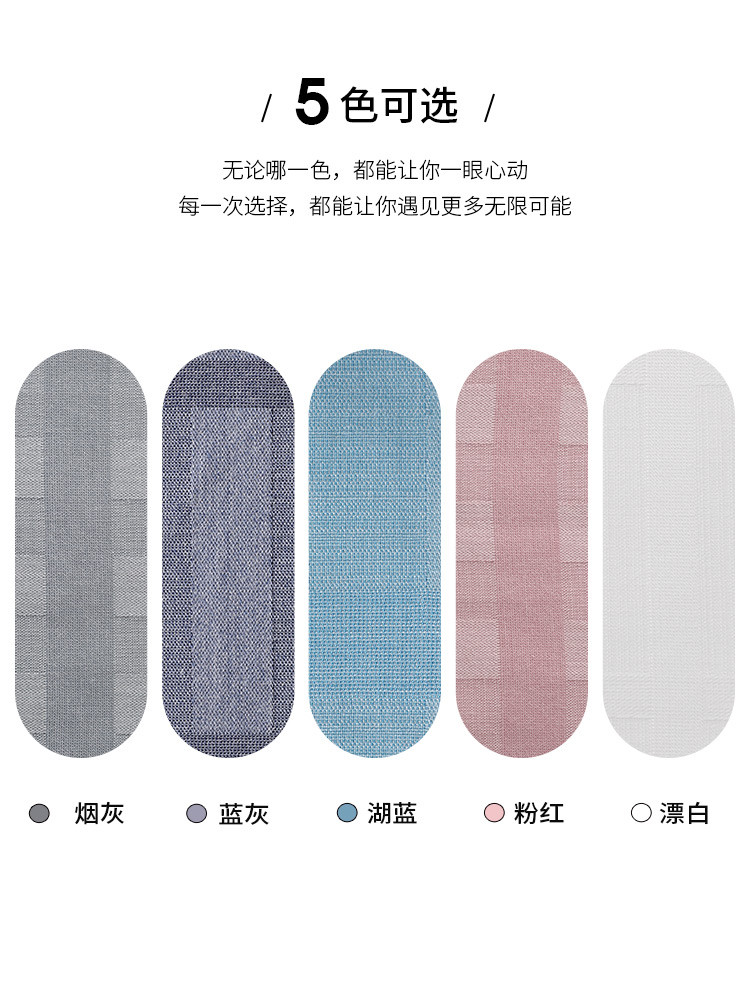 / 5色可选 /
无论哪一色，都能让你一眼心动
每一次选择，都能让你遇见更多无限可能
烟灰 蓝灰 湖蓝 粉红 漂白